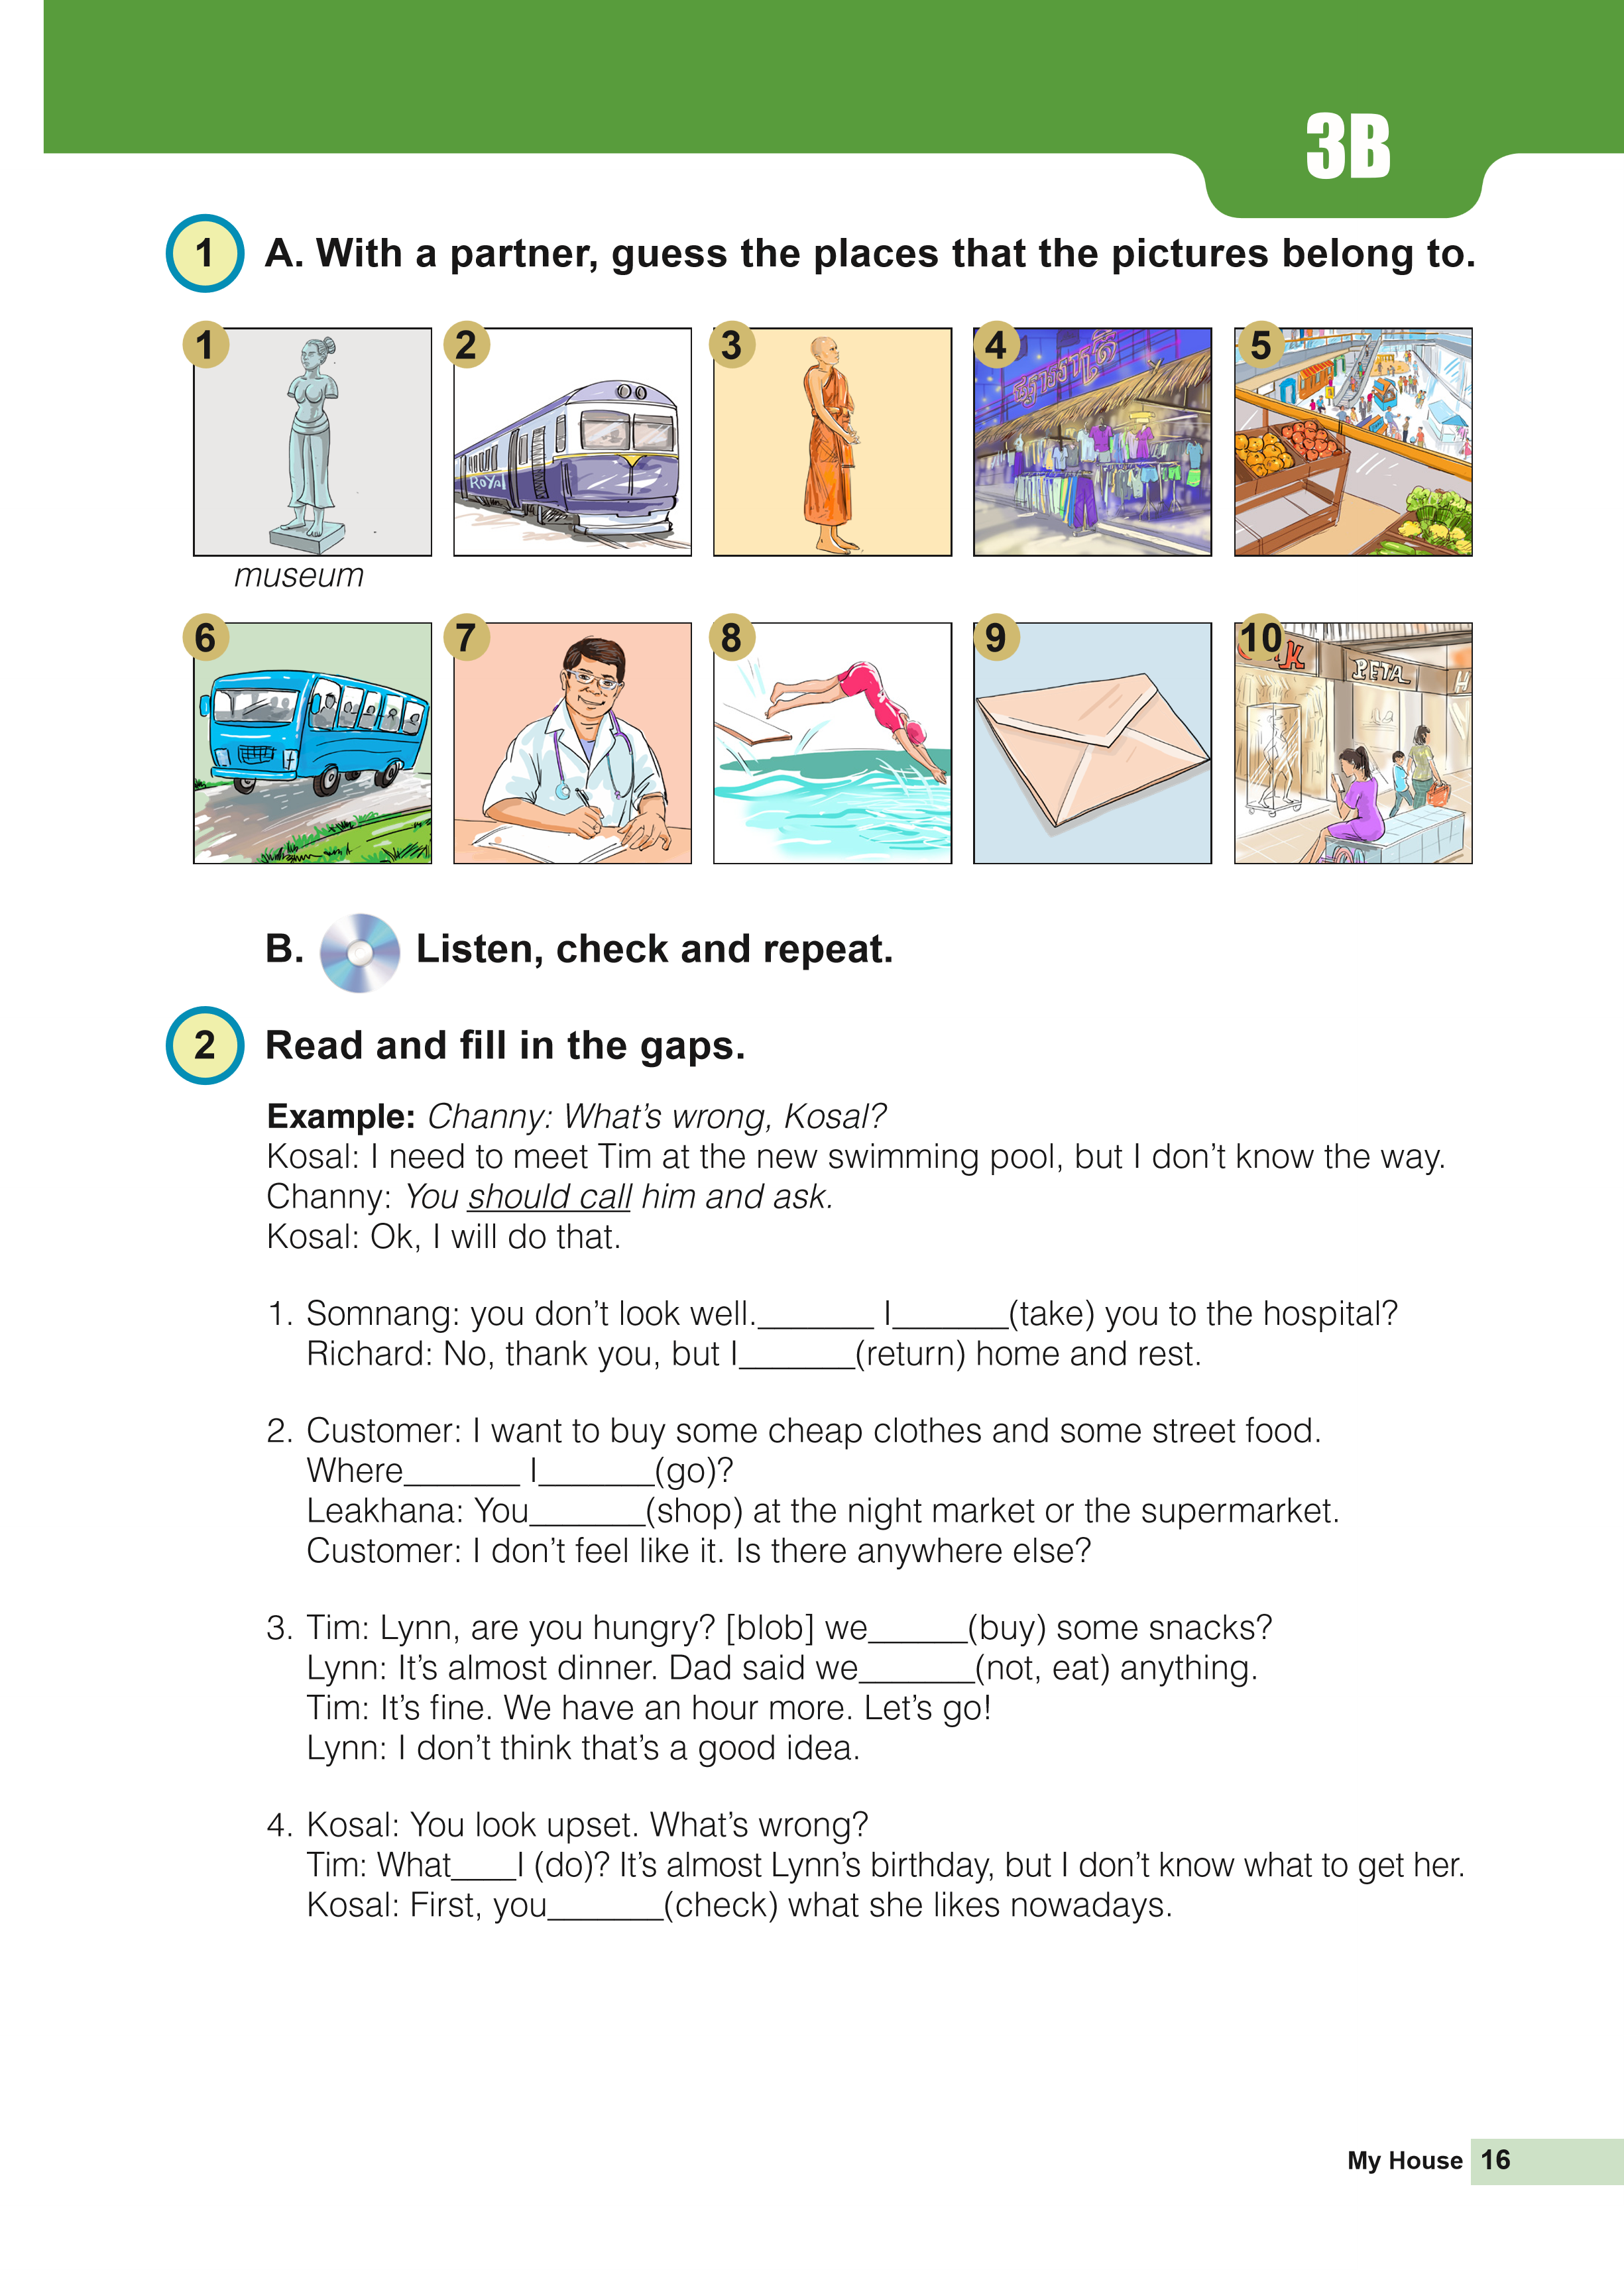 3B
1 A. With a partner, guess the places that the pictures belong to.
1 2 3 4 5
ROYAL
museum
6 7 8 9 10
PETA
B. Listen, check and repeat.
2 Read and fill in the gaps.
Example: Channy: What's wrong, Kosal?
Kosal: I need to meet Tim at the new swimming pool, but I don't know the way.
Channy: You should call him and ask.
Kosal: Ok, I will do that.
1. Somnang: you don't look well._______ I_______(take) you to the hospital?
Richard: No, thank you, but I_______(return) home and rest.
2. Customer: I want to buy some cheap clothes and some street food.
Where_______ I_______(go)?
Leakhana: You_______(shop) at the night market or the supermarket.
Customer: I don't feel like it. Is there anywhere else?
3. Tim: Lynn, are you hungry? [blob] we______(buy) some snacks?
Lynn: It's almost dinner. Dad said we_______(not, eat) anything.
Tim: It's fine. We have an hour more. Let's go!
Lynn: I don't think that's a good idea.
4. Kosal: You look upset. What's wrong?
Tim: What____I (do)? It's almost Lynn's birthday, but I don't know what to get her.
Kosal: First, you_______(check) what she likes nowadays.
My House 16